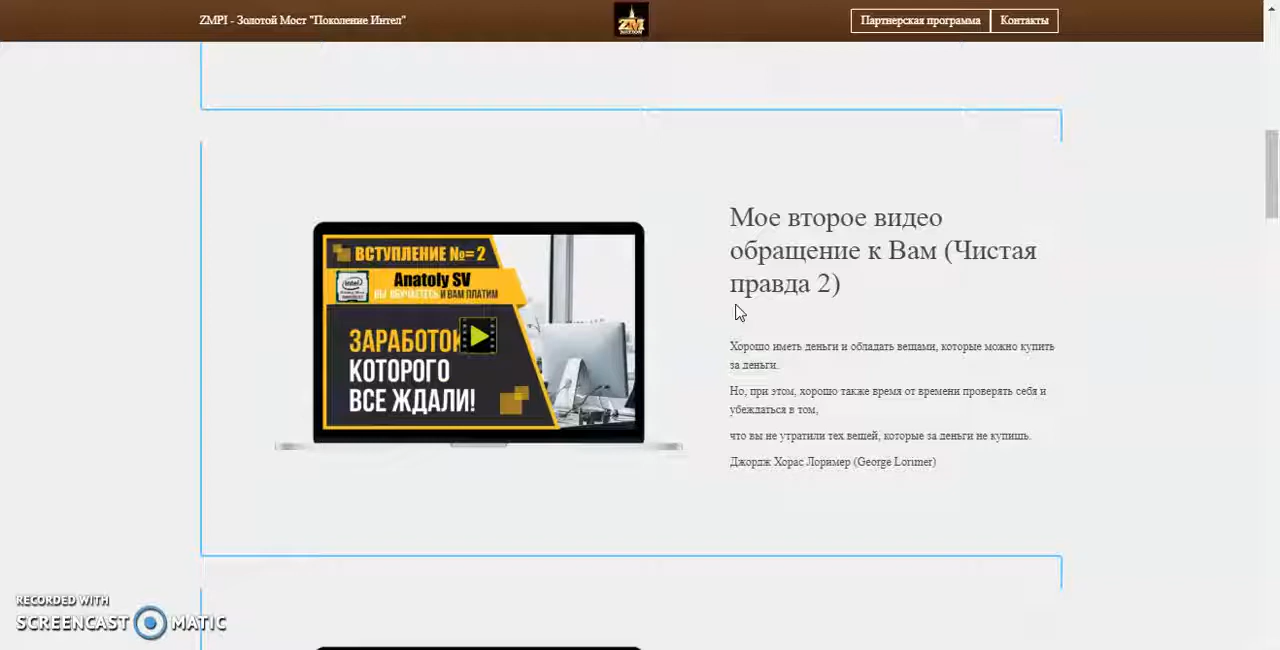 ZMPI - Золотой Мост "Поколение Интел"
ZM
Партнерская программа
Контакты
ВСТУПЛЕНИЕ №= 2
Anatoly SV
intel
ВЫ ОБУЧАЕТЕСЬ И ВАМ ПЛАТИМ
ЗАРАБОТОК
КОТОРОГО
ВСЕ ЖДАЛИ!
Мое второе видео
обращение к Вам (Чистая
правда 2)
Хорошо иметь деньги и обладать вещами, которые можно купить
за деньги.
Но, при этом, хорошо также время от времени проверять себя и
убеждаться в том,
что вы не утратили тех вещей, которые за деньги не купишь.
Джордж Хорас Лоример (George Lorimer)
RECORDED WITH
SCREENCAST MATIC